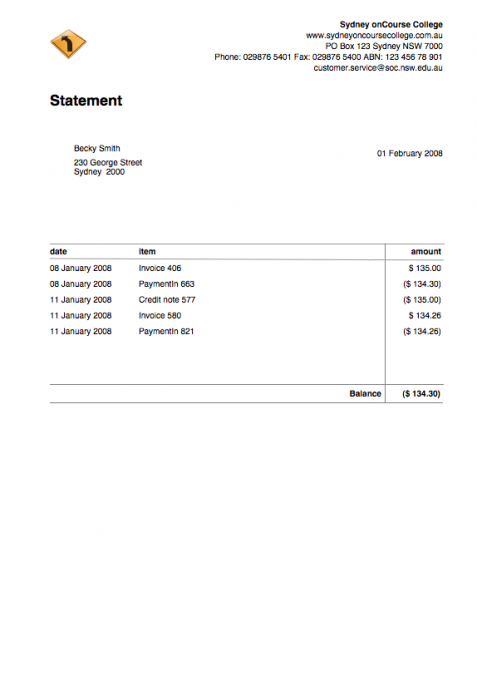 Sydney onCourse College
www.sydneyoncoursecollege.com.au
PO Box 123 Sydney NSW 7000
Phone: 029876 5401 Fax: 029876 5400 ABN: 123 456 78 901
customer.service@soc.nsw.edu.au
Statement
Becky Smith
01 February 2008
230 George Street
Sydney 2000
date item amount
08 January 2008 Invoice 406 $ 135.00
08 January 2008 PaymentIn 663 ($ 134.30)
11 January 2008 Credit note 577 ($ 135.00)
11 January 2008 Invoice 580 $ 134.26
11 January 2008 PaymentIn 821 ($ 134.26)
Balance ($ 134.30)